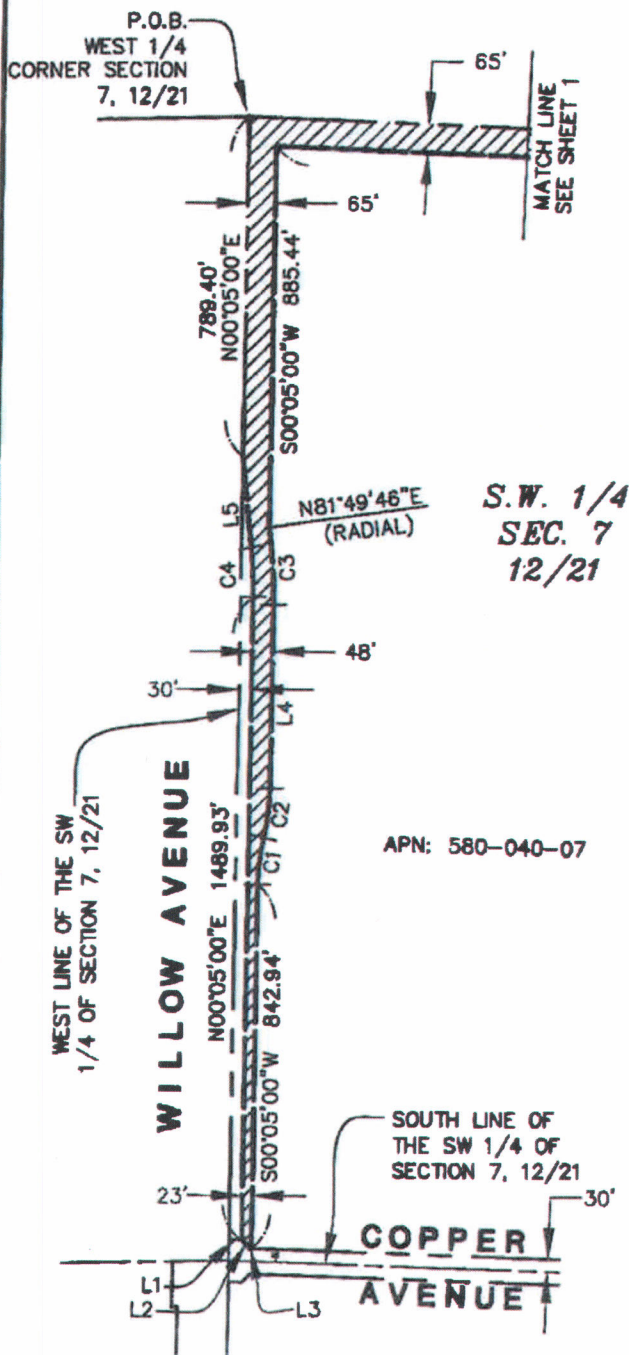 P.O.B.
WEST 1/4
CORNER SECTION
7, 12/21
65'
MATCH LINE
SEE SHEET 1
65'
789.40'
N00°05'00"E
S00°05'00"W 885.44'
N81°49'46"E
(RADIAL)
S.W. 1/4
SEC. 7
12/21
L5
C4
C3
48'
30'
L4
WEST LINE OF THE SW
1/4 OF SECTION 7, 12/21
WILLOW AVENUE
N00°05'00"E 1489.93'
C2
C1
APN: 580-040-07
S00°05'00"W 842.94'
SOUTH LINE OF
THE SW 1/4 OF
SECTION 7, 12/21
23'
30'
COPPER
AVENUE
L1
L2
L3